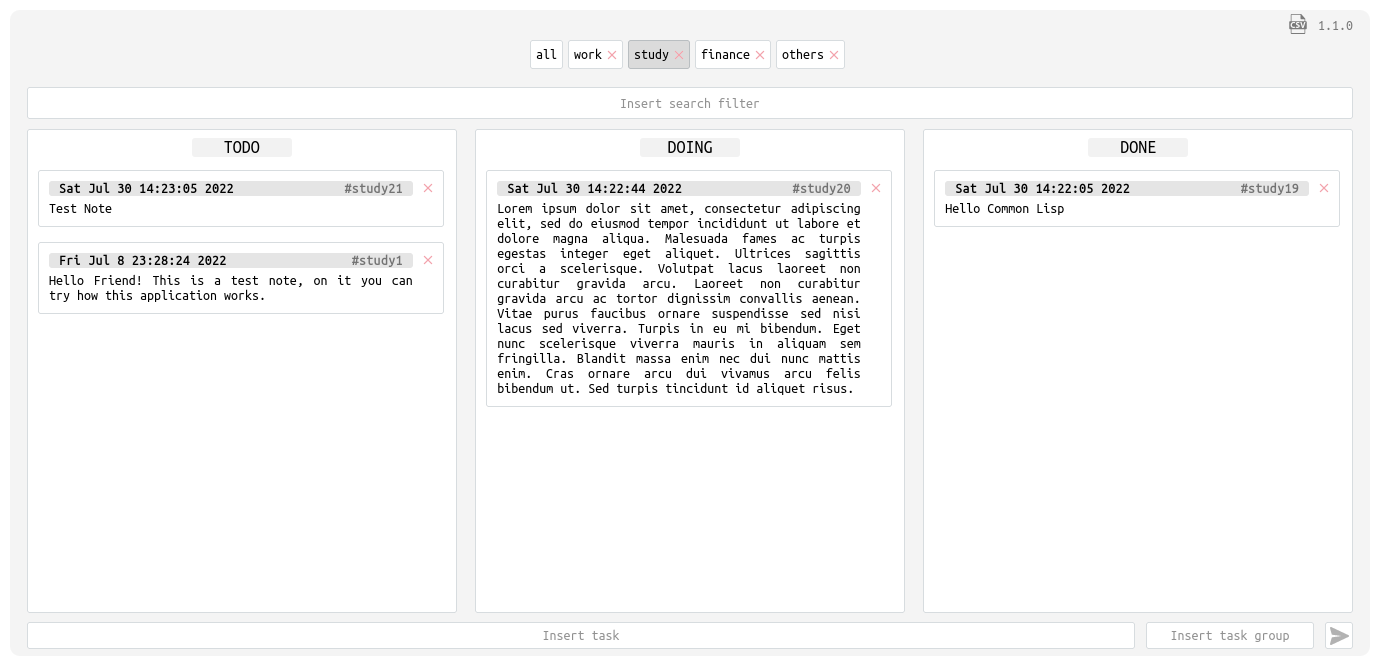 CSV 1.1.0
all work study finance others
Insert search filter
TODO
Sat Jul 30 14:23:05 2022 #study21
Test Note
Fri Jul 8 23:28:24 2022 #study1
Hello Friend! This is a test note, on it you can
try how this application works.
DOING
Sat Jul 30 14:22:44 2022 #study20
Lorem ipsum dolor sit amet, consectetur adipiscing
elit, sed do eiusmod tempor incididunt ut labore et
dolore magna aliqua. Malesuada fames ac turpis
egestas integer eget aliquet. Ultrices sagittis
orci a scelerisque. Volutpat lacus laoreet non
curabitur gravida arcu. Laoreet non curabitur
gravida arcu ac tortor dignissim convallis aenean.
Vitae purus faucibus ornare suspendisse sed nisi
lacus sed viverra. Turpis in eu mi bibendum. Eget
nunc scelerisque viverra mauris in aliquam sem
fringilla. Blandit massa enim nec dui nunc mattis
enim. Cras ornare arcu dui vivamus arcu felis
bibendum ut. Sed turpis tincidunt id aliquet risus.
DONE
Sat Jul 30 14:22:05 2022 #study19
Hello Common Lisp
Insert task
Insert task group